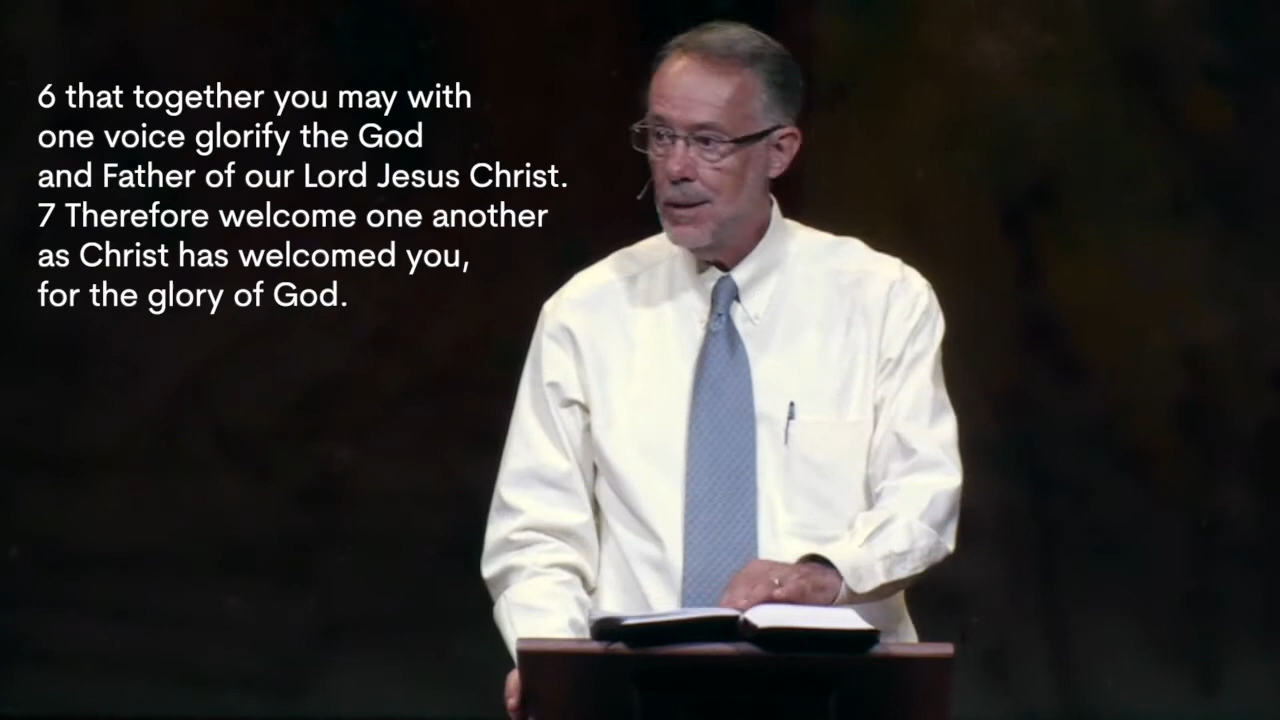 6 that together you may with
one voice glorify the God
and Father of our Lord Jesus Christ.
7 Therefore welcome one another
as Christ has welcomed you,
for the glory of God.